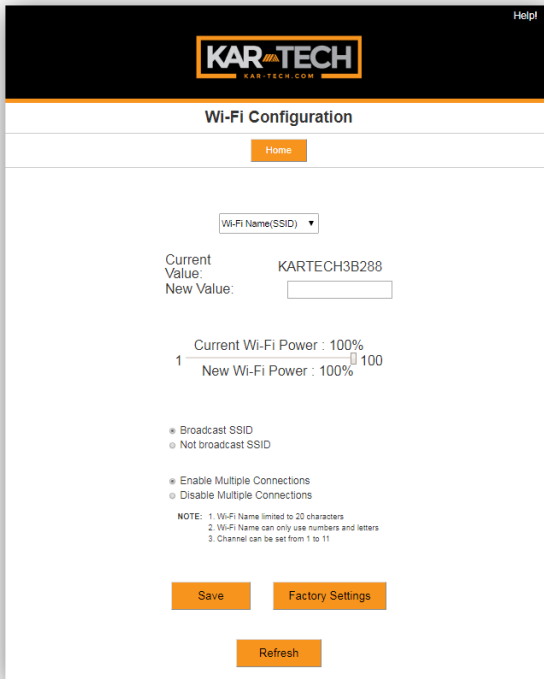 Help!
KAR TECH
KAR-TECH.COM
Wi-Fi Configuration
Home
Wi-Fi Name(SSID)
Current Value: KARTECH3B288
New Value:
Current Wi-Fi Power : 100%
1 100
New Wi-Fi Power : 100%
Broadcast SSID
Not broadcast SSID
Enable Multiple Connections
Disable Multiple Connections
NOTE: 1. Wi-Fi Name limited to 20 characters
2. Wi-Fi Name can only use numbers and letters
3. Channel can be set from 1 to 11
Save Factory Settings
Refresh